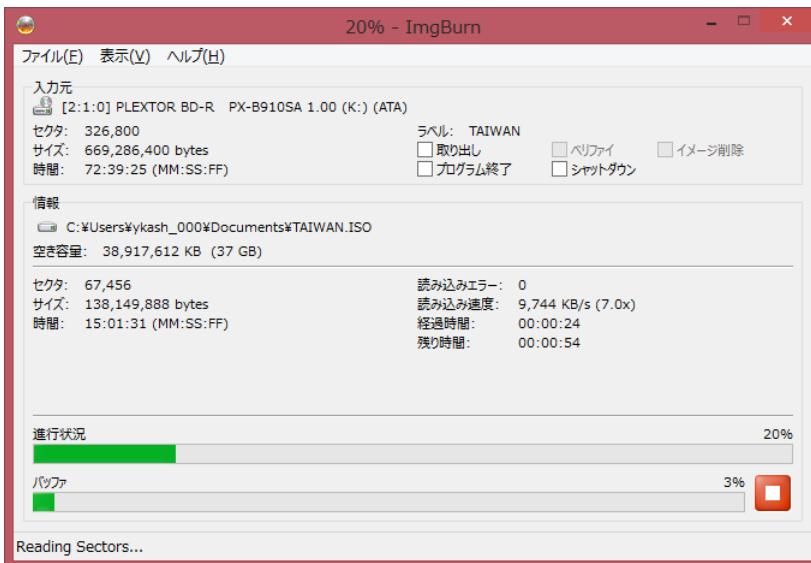 20% - ImgBurn
ファイル(F) 表示(V) ヘルプ(H)
入力元
[2:1:0] PLEXTOR BD-R PX-B910SA 1.00 (K:) (ATA)
セクタ: 326,800 ラベル: TAIWAN
サイズ: 669,286,400 bytes 取り出し ベリファイ イメージ削除
時間: 72:39:25 (MM:SS:FF) プログラム終了 シャットダウン
情報
C:¥Users¥ykash_000¥Documents¥TAIWAN.ISO
空き容量: 38,917,612 KB (37 GB)
セクタ: 67,456 読み込みエラー: 0
サイズ: 138,149,888 bytes 読み込み速度: 9,744 KB/s (7.0x)
時間: 15:01:31 (MM:SS:FF) 経過時間: 00:00:24
残り時間: 00:00:54
進行状況 20%
バッファ 3%
Reading Sectors...